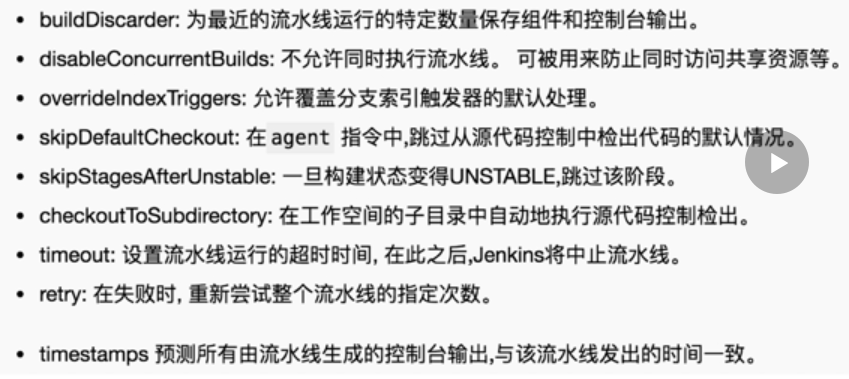 • buildDiscarder: 为最近的流水线运行的特定数量保存组件和控制台输出。
• disableConcurrentBuilds: 不允许同时执行流水线。 可被用来防止同时访问共享资源等。
• overrideIndexTriggers: 允许覆盖分支索引触发器的默认处理。
• skipDefaultCheckout: 在 agent 指令中,跳过从源代码控制中检出代码的默认情况。
• skipStagesAfterUnstable: 一旦构建状态变得UNSTABLE,跳过该阶段。
• checkoutToSubdirectory: 在工作空间的子目录中自动地执行源代码控制检出。
• timeout: 设置流水线运行的超时时间, 在此之后,Jenkins将中止流水线。
• retry: 在失败时, 重新尝试整个流水线的指定次数。
• timestamps 预测所有由流水线生成的控制台输出,与该流水线发出的时间一致。